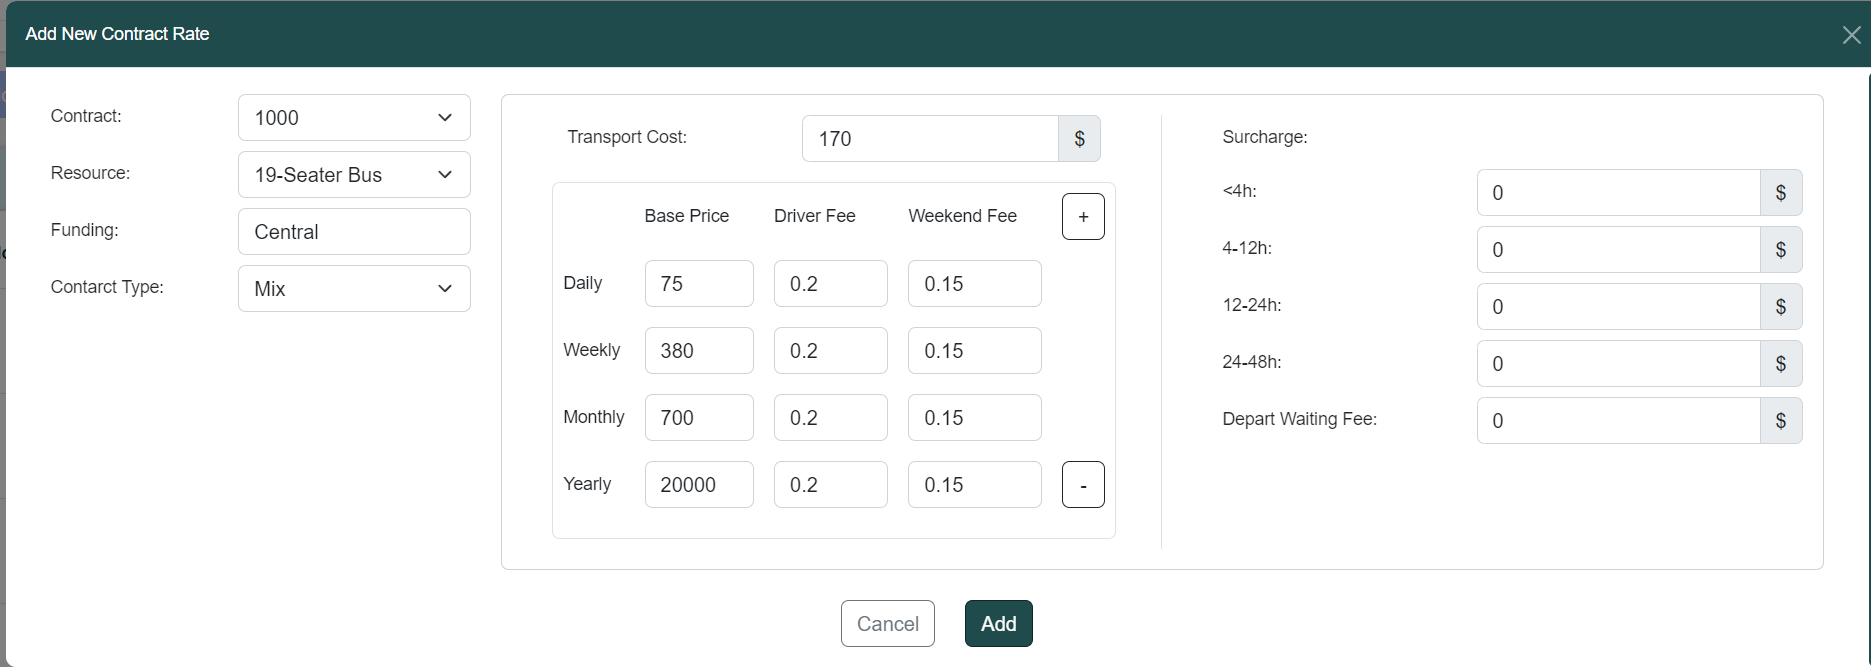 Add New Contract Rate
Contract:
1000
Resource:
19-Seater Bus
Funding:
Central
Contarct Type:
Mix
Transport Cost:
170
$
Base Price Driver Fee Weekend Fee +
Daily 75 0.2 0.15
Weekly 380 0.2 0.15
Monthly 700 0.2 0.15
Yearly 20000 0.2 0.15 -
Surcharge:
<4h:
0
$
4-12h:
0
$
12-24h:
0
$
24-48h:
0
$
Depart Waiting Fee:
0
$
Cancel
Add